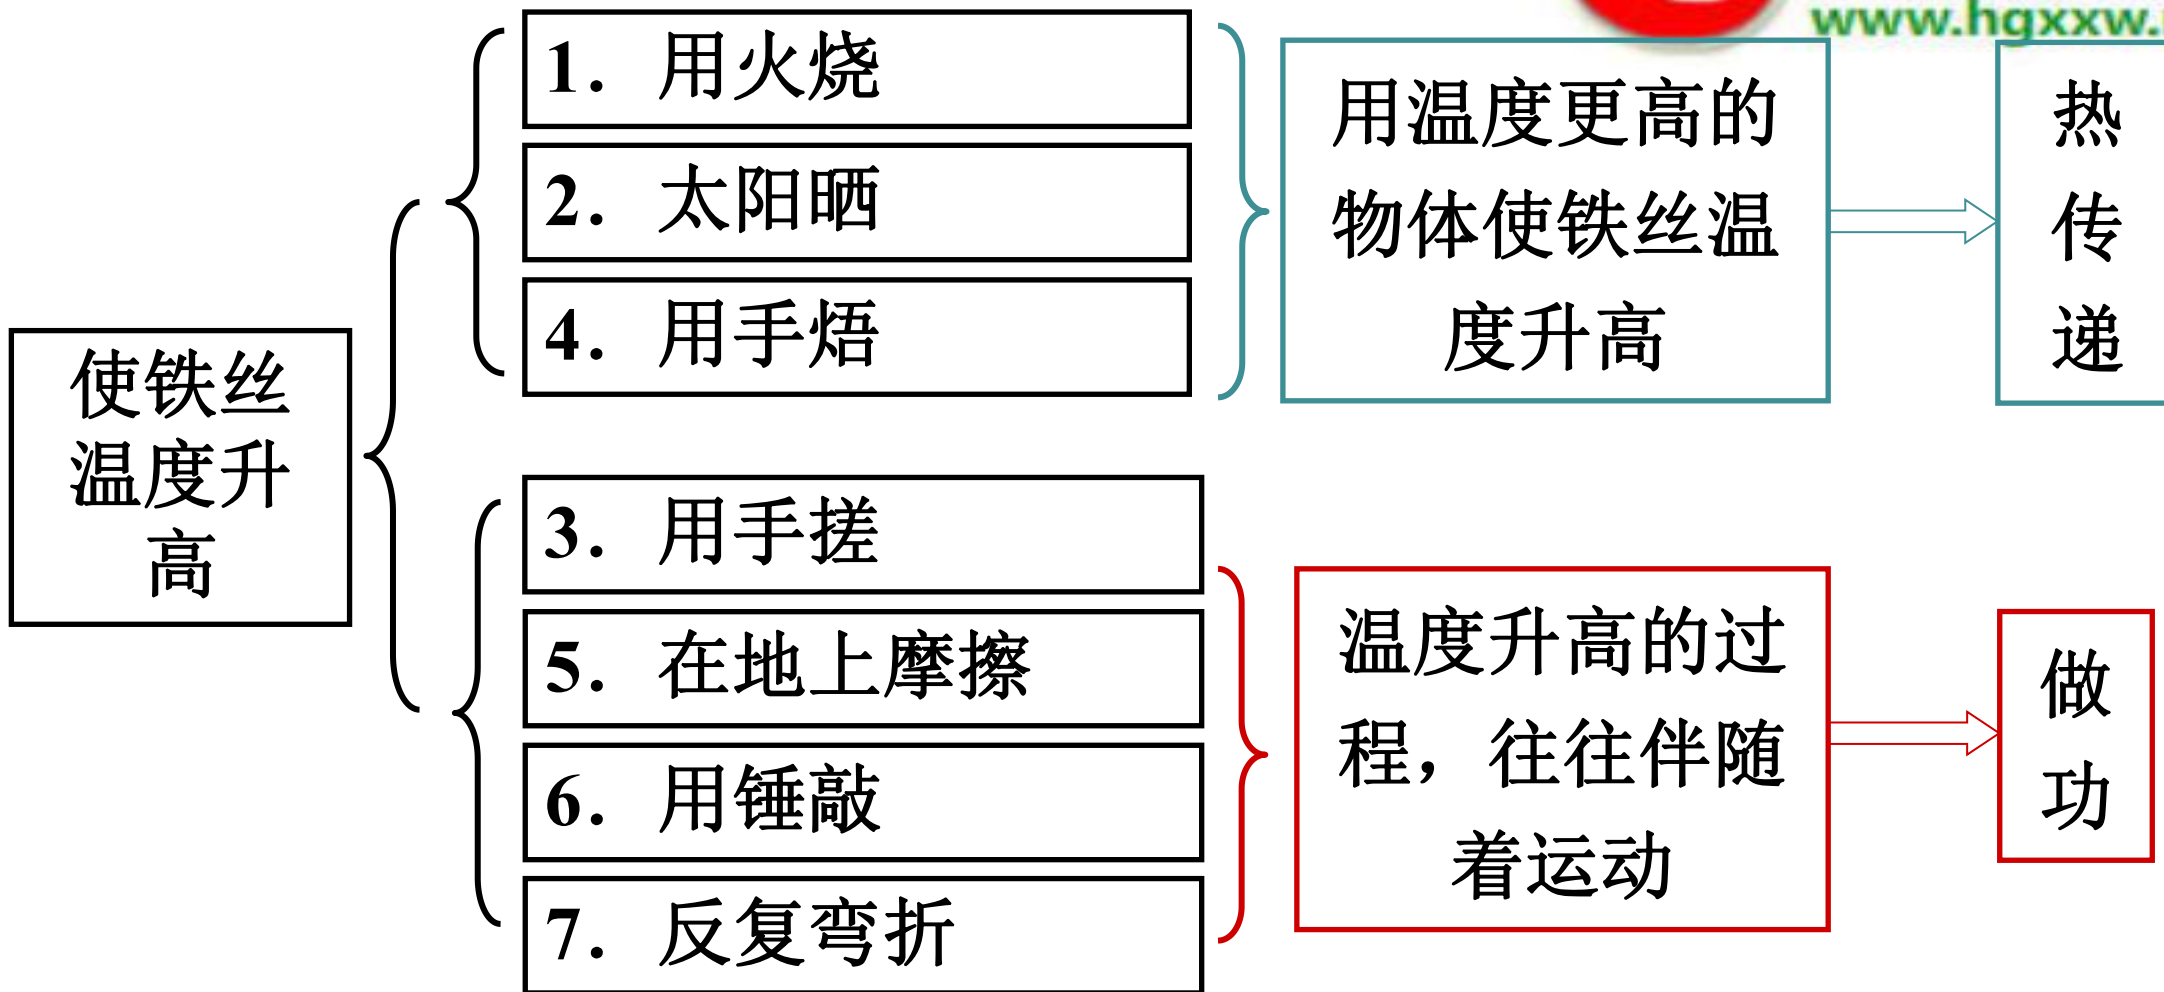 www.hgxxw.
1. 用火烧
2. 太阳晒
4. 用手焐
使铁丝
温度升
高
3. 用手搓
5. 在地上摩擦
6. 用锤敲
7. 反复弯折
用温度更高的
物体使铁丝温
度升高
热
传
递
温度升高的过
程，往往伴随
着运动
做
功